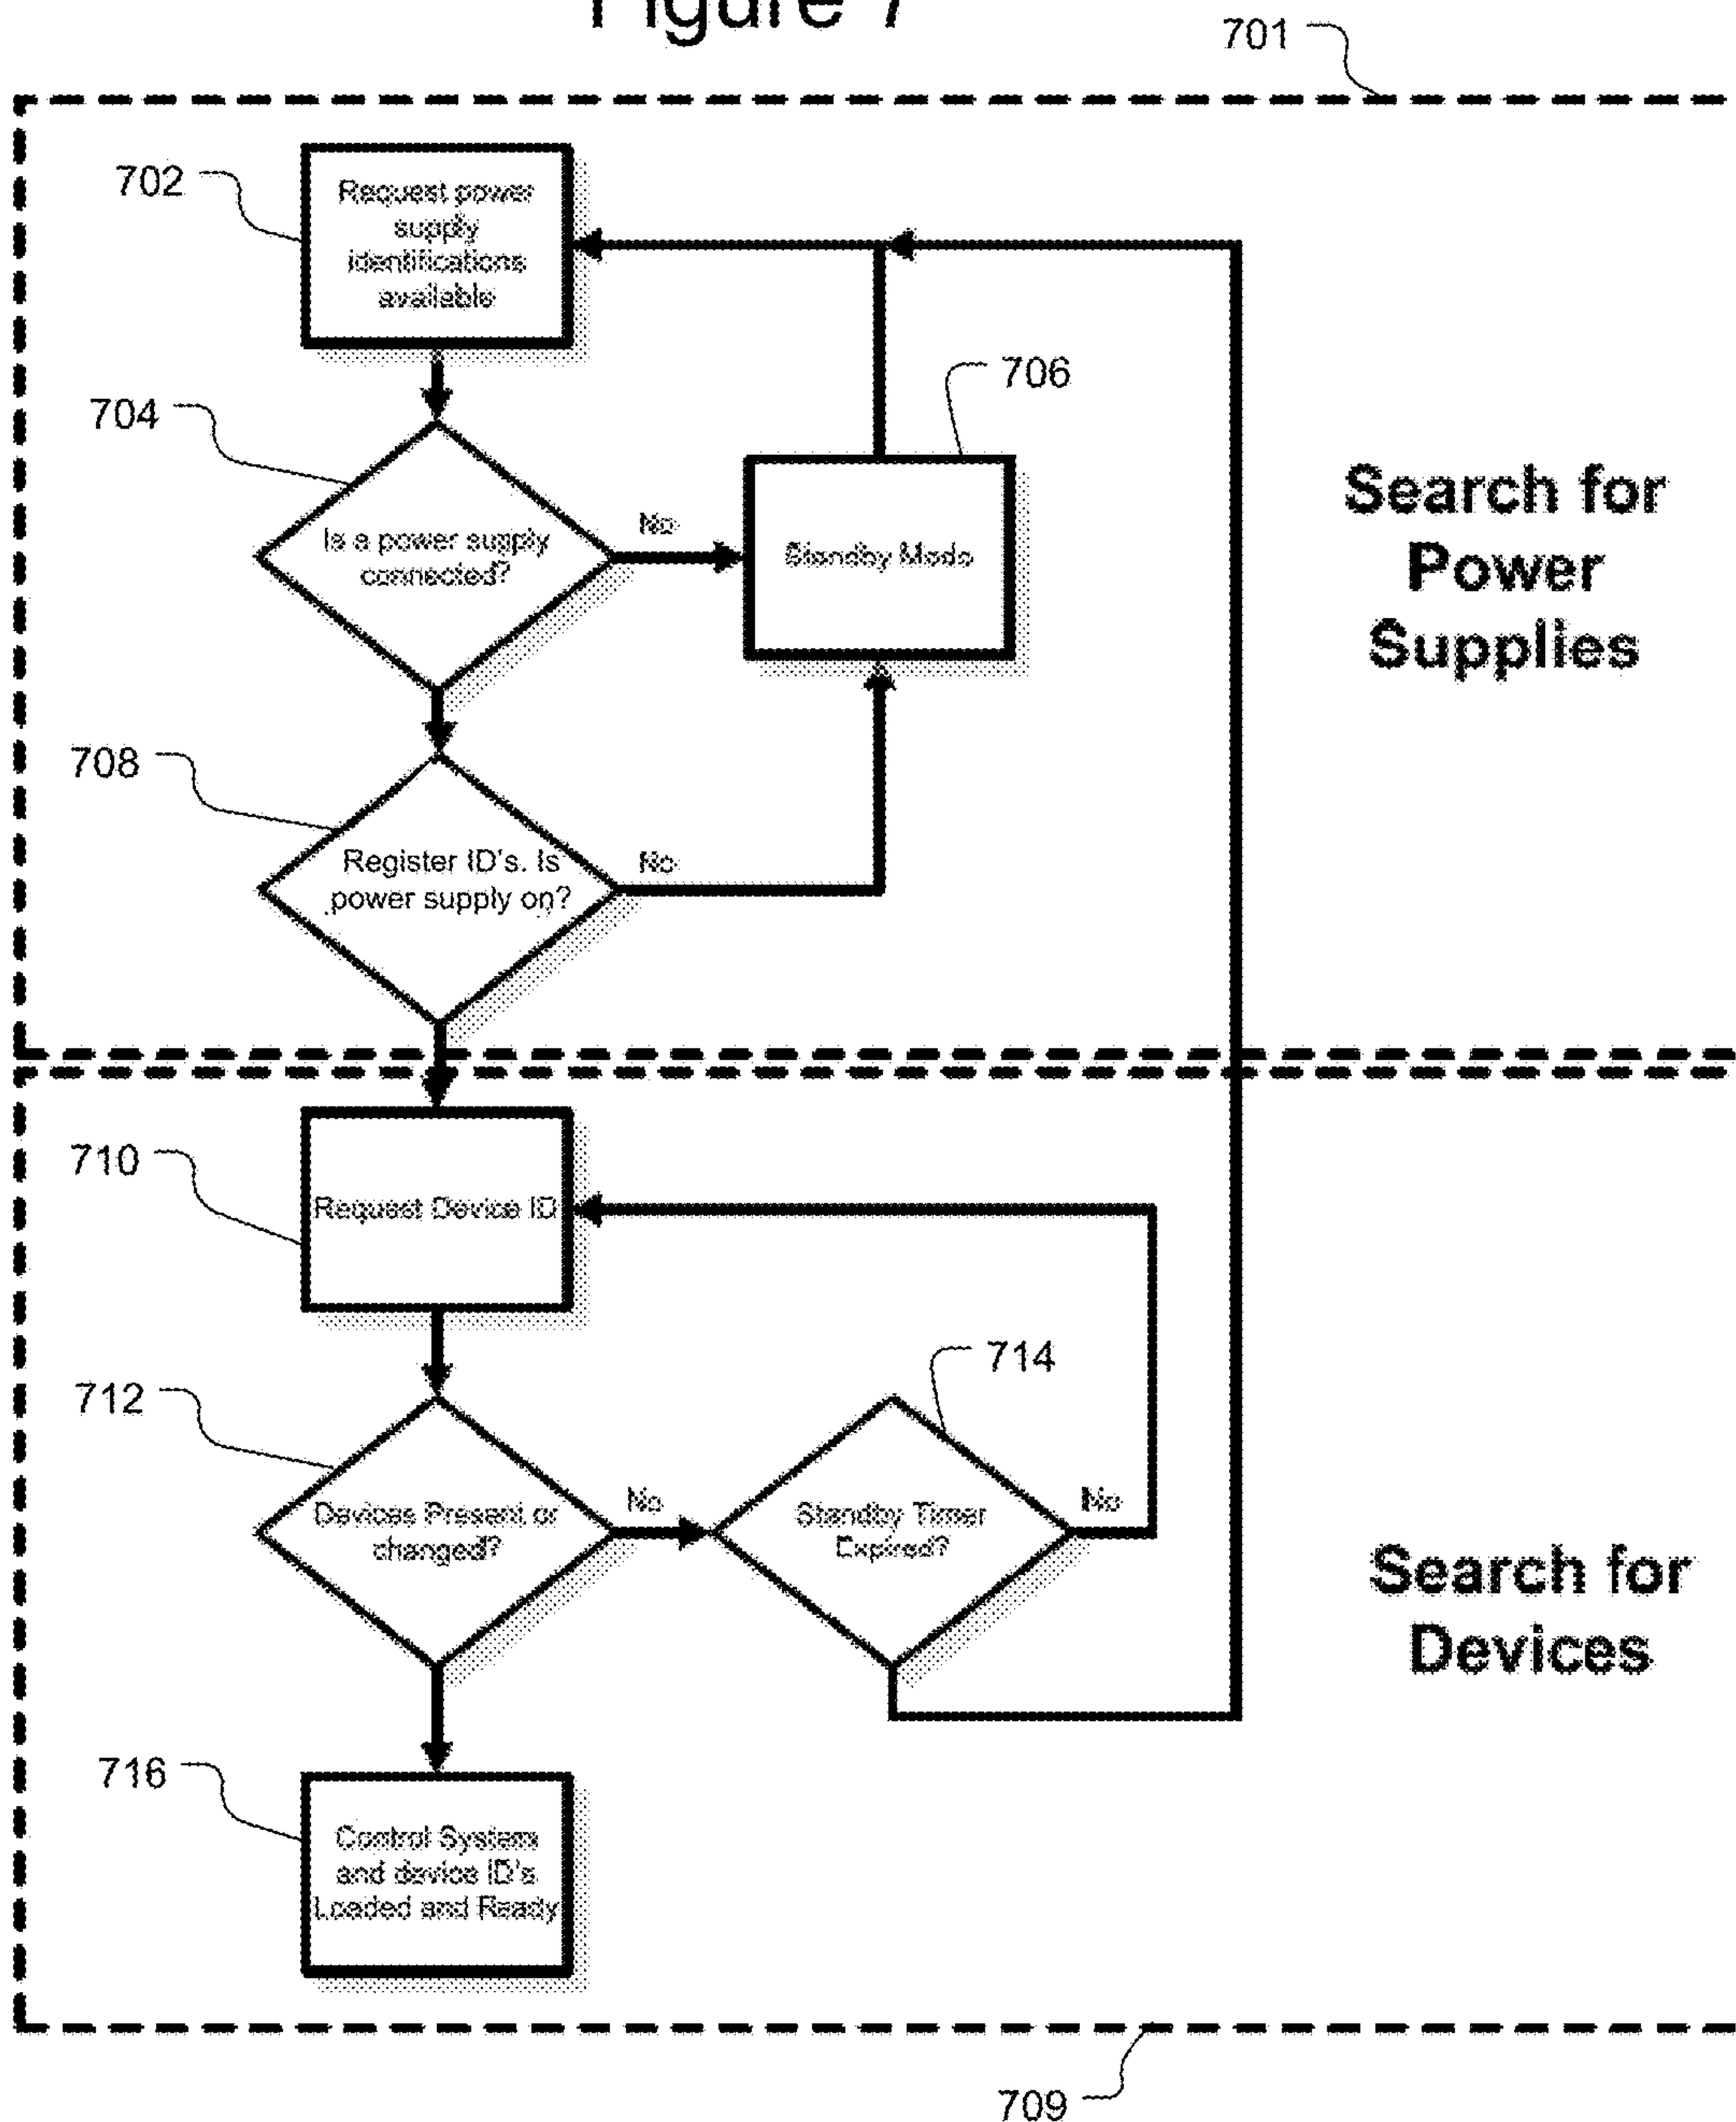 Figure 7
701
702
Request power
supply
identifications
available
704
Is a power supply
connected?
No
706
Standby Mode
Search for
Power
Supplies
708
Register ID's. Is
power supply on?
No
710
Request Device ID
712
Devices Present or
changed?
No
714
Standby Timer
Expired?
No
Search for
Devices
716
Control System
and device ID's
Loaded and Ready
709